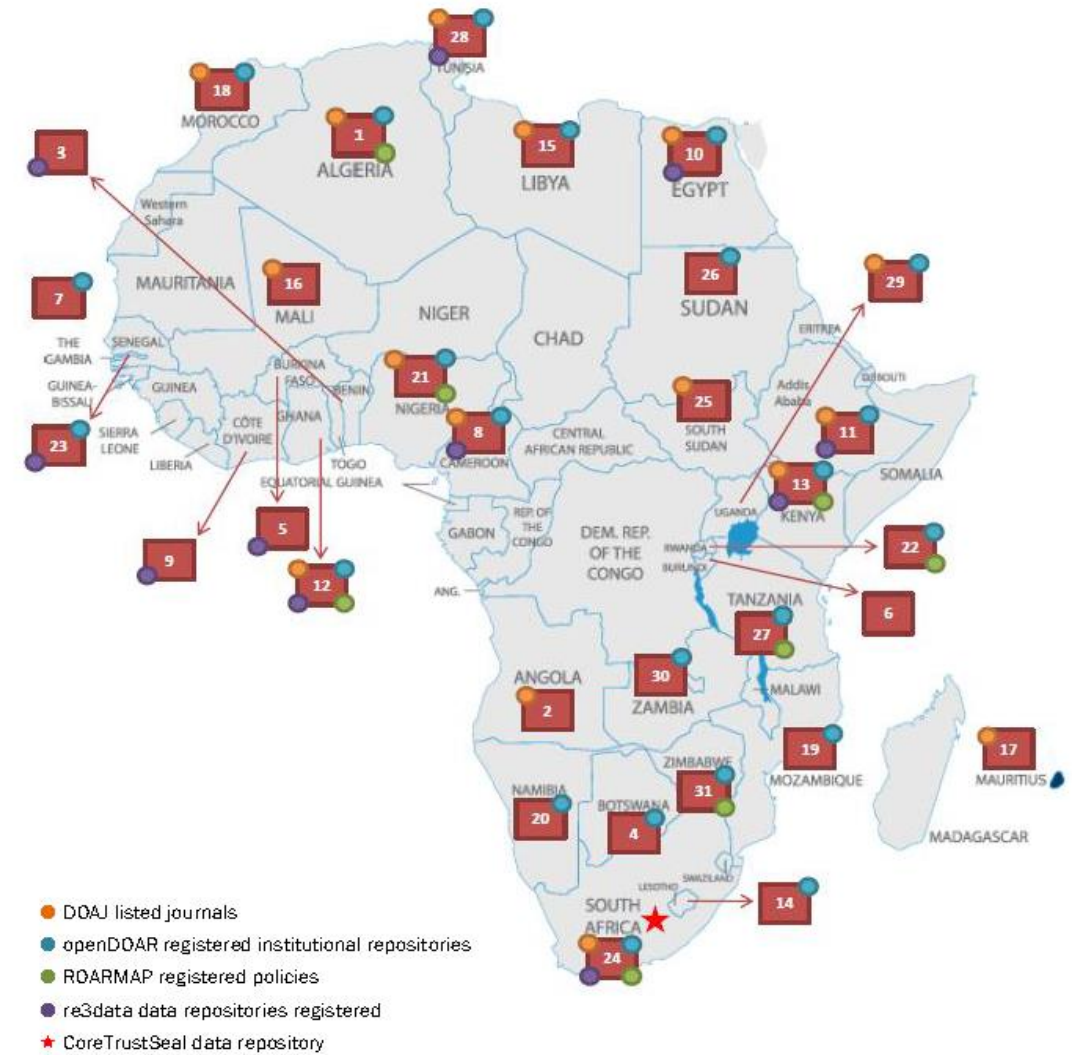 28
TUNISIA
18
MOROCCO
1
ALGERIA
15
LIBYA
10
EGYPT
3
Western
Sahara
7
MAURITANIA
16
MALI
NIGER
CHAD
26
SUDAN
29
ERITREA
THE
GAMBIA
SENEGAL
GUINEA-
BISSAU
GUINEA
BURKINA
FASO
BENIN
21
NIGERIA
25
SOUTH
SUDAN
Addis
Ababa
DJIBOUTI
11
23
SIERRA
LEONE
CÔTE
D'IVOIRE
GHANA
LIBERIA
TOGO
EQUATORIAL GUINEA
8
CAMEROON
CENTRAL
AFRICAN REPUBLIC
SOMALIA
13
KENYA
UGANDA
5
9
12
GABON
REP. OF
THE
CONGO
DEM. REP.
OF THE
CONGO
RWANDA
BURUNDI
22
6
ANG.
TANZANIA
27
ANGOLA
2
30
ZAMBIA
MALAWI
19
MOZAMBIQUE
17
MAURITIUS
ZIMBABWE
31
NAMIBIA
20
BOTSWANA
4
MADAGASCAR
SWAZILAND
LESOTHO
14
SOUTH
AFRICA
24
DOAJ listed journals
openDOAR registered institutional repositories
ROARMAP registered policies
re3data data repositories registered
CoreTrustSeal data repository